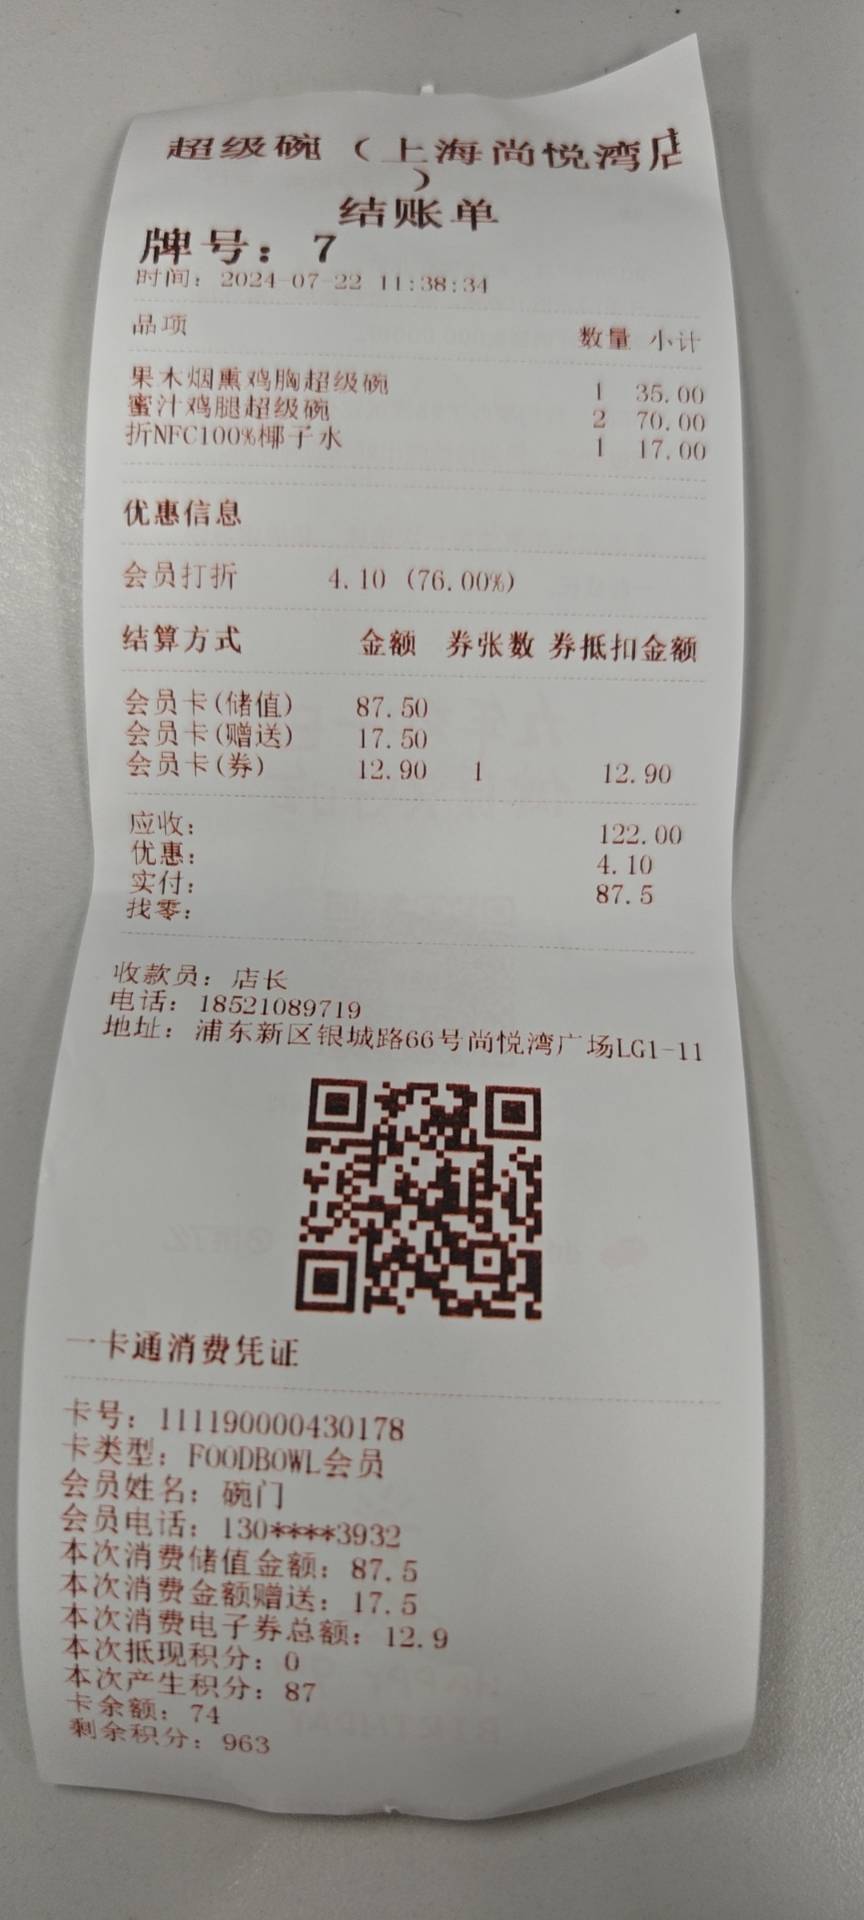 超级碗（上海尚悦湾店
）
结账单
牌号：7
时间：2024-07-22 11:38:34
品项 数量 小计
果木烟熏鸡胸超级碗 1 35.00
蜜汁鸡腿超级碗 2 70.00
折NFC100%椰子水 1 17.00
优惠信息
会员打折 4.10 (76.00%)
结算方式 金额 券张数 券抵扣金额
会员卡(储值) 87.50
会员卡(赠送) 17.50
会员卡(券) 12.90 1 12.90
应收： 122.00
优惠： 4.10
实付： 87.5
找零：
收款员：店长
电话：18521089719
地址：浦东新区银城路66号尚悦湾广场LG1-11
一卡通消费凭证
卡号：111190000430178
卡类型：FOODBOWL会员
会员姓名：碗门
会员电话：130****3932
本次消费储值金额：87.5
本次消费金额赠送：17.5
本次消费电子券总额：12.9
本次抵现积分：0
本次产生积分：87
卡余额：74
剩余积分：963